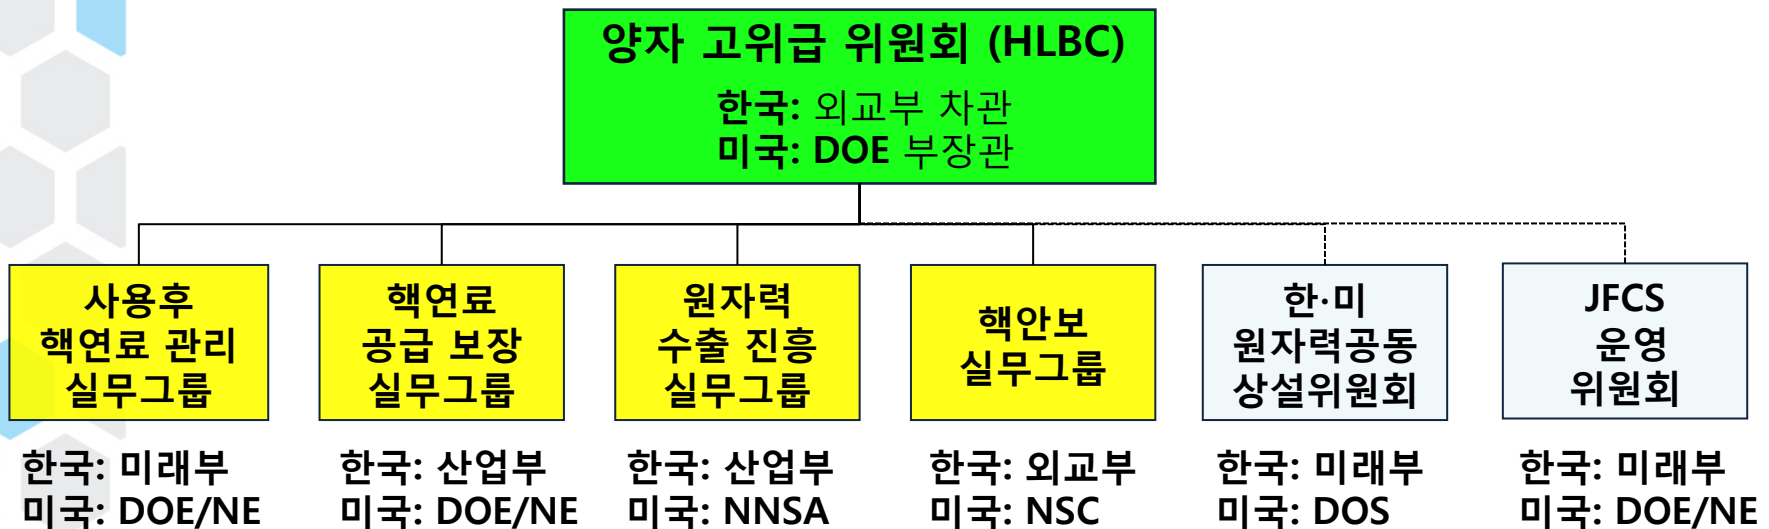 양자 고위급 위원회 (HLBC)
한국: 외교부 차관
미국: DOE 부장관
사용후
핵연료 관리
실무그룹
핵연료
공급 보장
실무그룹
원자력
수출 진흥
실무그룹
핵안보
실무그룹
한·미
원자력공동
상설위원회
JFCS
운영
위원회
한국: 미래부
미국: DOE/NE
한국: 산업부
미국: DOE/NE
한국: 산업부
미국: NNSA
한국: 외교부
미국: NSC
한국: 미래부
미국: DOS
한국: 미래부
미국: DOE/NE